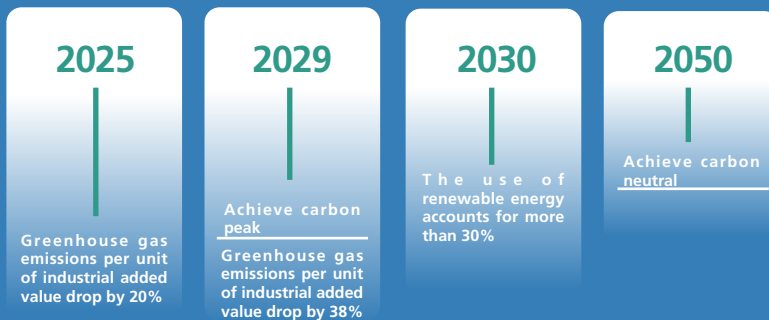 2025
Greenhouse gas
emissions per unit
of industrial added
value drop by 20%
2029
Achieve carbon
peak
Greenhouse gas
emissions per unit
of industrial added
value drop by 38%
2030
The use of
renewable energy
accounts for more
than 30%
2050
Achieve carbon
neutral